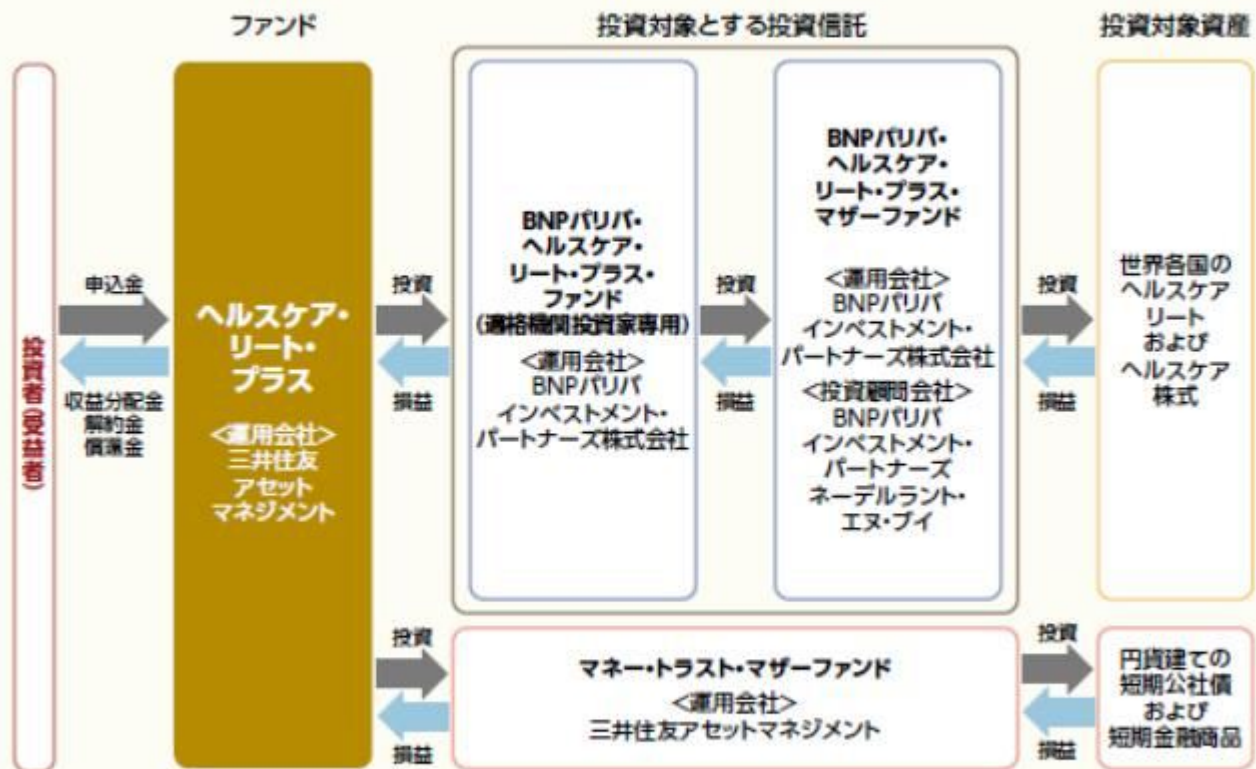 ファンド
投資対象とする投資信託
投資対象資産
投資者(受益者)
申込金
収益分配金
解約金
償還金
ヘルスケア・
リート・
プラス
<運用会社>
三井住友
アセット
マネジメント
投資
損益
BNPパリバ・
ヘルスケア・
リート・プラス・
ファンド
(適格機関投資家専用)
<運用会社>
BNPパリバ
インベストメント・
パートナーズ株式会社
投資
損益
BNPパリバ・
ヘルスケア・
リート・プラス・
マザーファンド
<運用会社>
BNPパリバ
インベストメント・
パートナーズ株式会社
<投資顧問会社>
BNPパリバ
インベストメント・
パートナーズ
ネーデルラント・
エヌ・ブイ
投資
損益
世界各国の
ヘルスケア
リート
および
ヘルスケア
株式
投資
損益
マネー・トラスト・マザーファンド
<運用会社>
三井住友アセットマネジメント
投資
損益
円貨建ての
短期公社債
および
短期金融商品